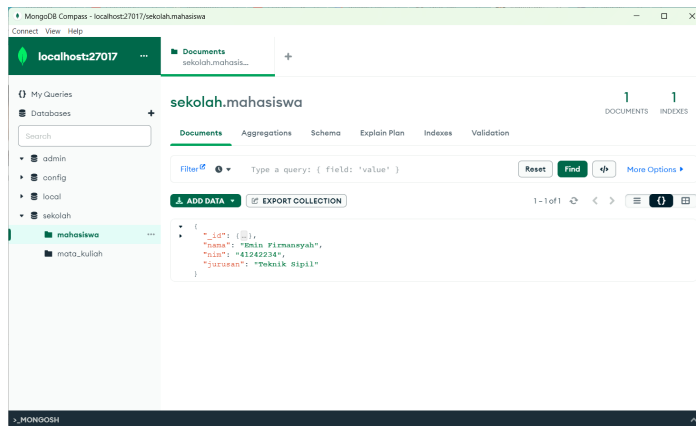 MongoDB Compass - localhost:27017/sekolah.mahasiswa
Connect View Help
localhost:27017 ...
Documents
sekolah.mahasis...
+
{} My Queries
Databases +
Search
admin
config
local
sekolah
mahasiswa ...
mata_kuliah
sekolah.mahasiswa
1 DOCUMENTS
1 INDEXES
Documents Aggregations Schema Explain Plan Indexes Validation
Filter Type a query: { field: 'value' } Reset Find </> More Options
ADD DATA EXPORT COLLECTION 1 – 1 of 1 {}
{
"_id": {...},
"nama": "Emin Firmansyah",
"nim": "41242234",
"jurusan": "Teknik Sipil"
}
>_MONGOSH